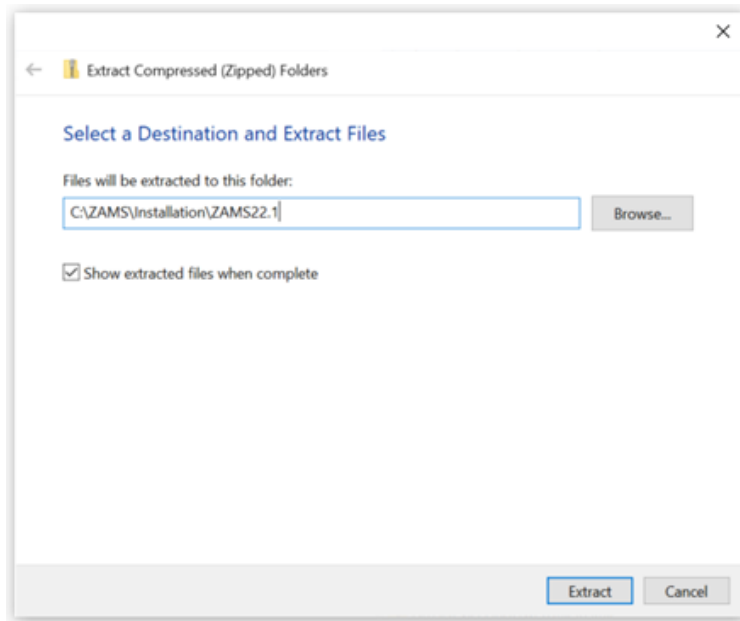 Extract Compressed (Zipped) Folders
Select a Destination and Extract Files
Files will be extracted to this folder:
C:\ZAMS\Installation\ZAMS22.1
Browse...
Show extracted files when complete
Extract
Cancel